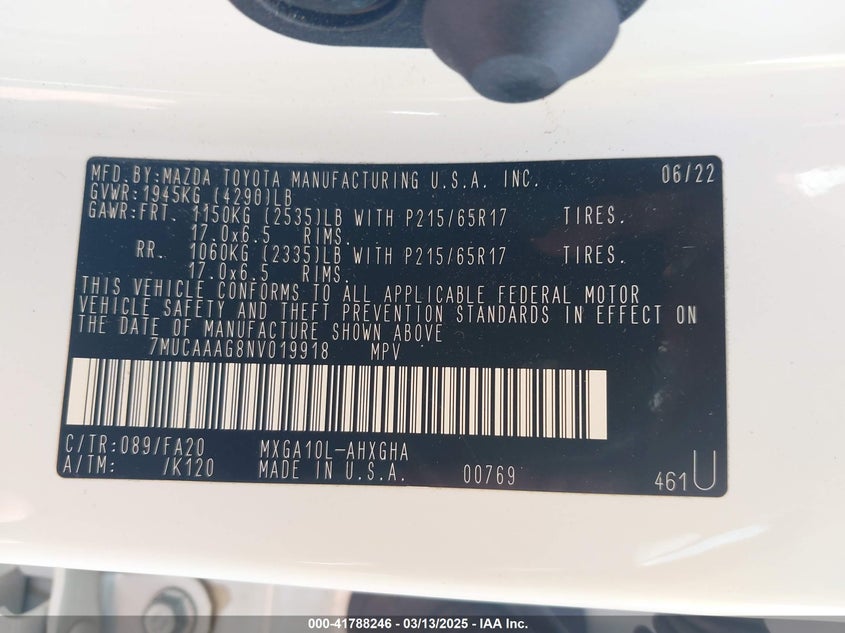 MFD.BY:MAZDA TOYOTA MANUFACTURING U.S.A. INC. 06/22
GVWR:1945KG (4290)LB
GAWR:FRT. 1150KG (2535)LB WITH P215/65R17 TIRES.
17.0x6.5 RIMS.
RR. 1060KG (2335)LB WITH P215/65R17 TIRES.
17.0x6.5 RIMS.
THIS VEHICLE CONFORMS TO ALL APPLICABLE FEDERAL MOTOR
VEHICLE SAFETY AND THEFT PREVENTION STANDARDS IN EFFECT ON
THE DATE OF MANUFACTURE SHOWN ABOVE
7MUCAAAG8NV019918 MPV
C/TR:089/FA20 MXGA10L-AHXGHA
A/TM: /K120 MADE IN U.S.A. 00769 461U
000-41788246 - 03/13/2025 - IAA Inc.